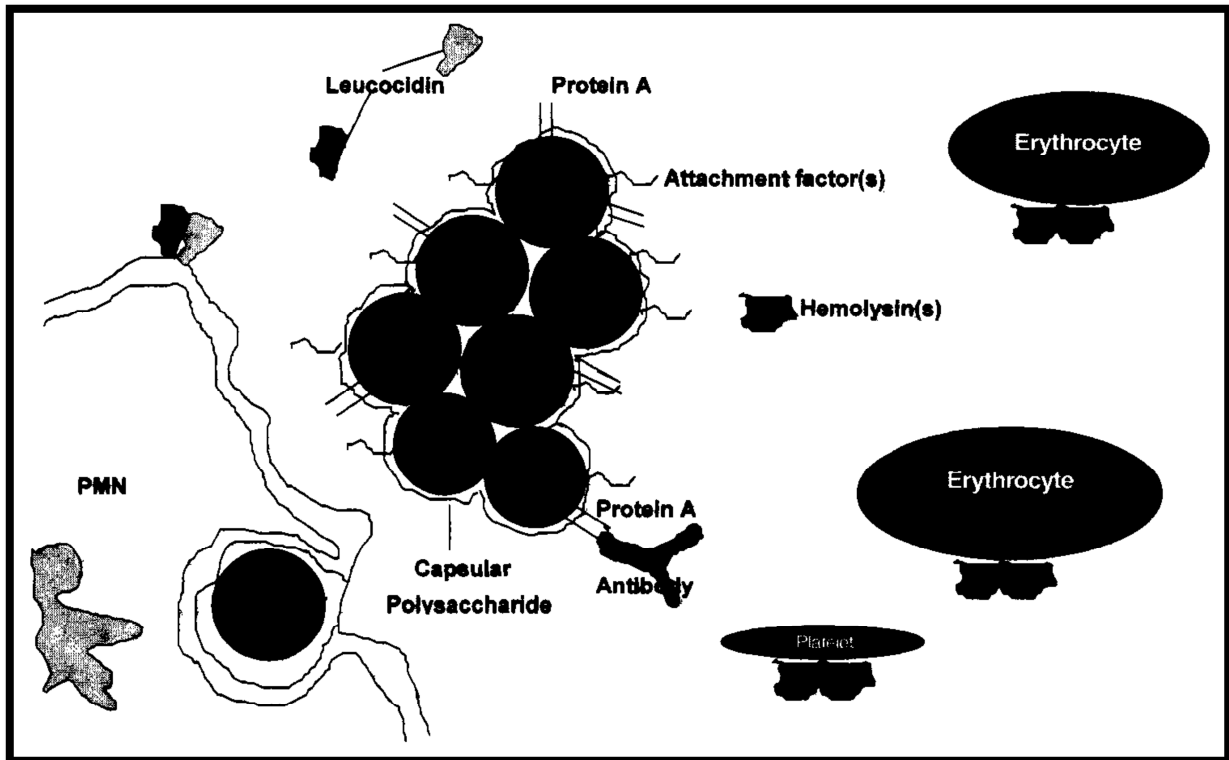 Leucocidin
Protein A
Attachment factor(s)
Erythrocyte
Hemolysin(s)
PMN
Erythrocyte
Protein A
Antibody
Capsular
Polysaccharide
Platelet